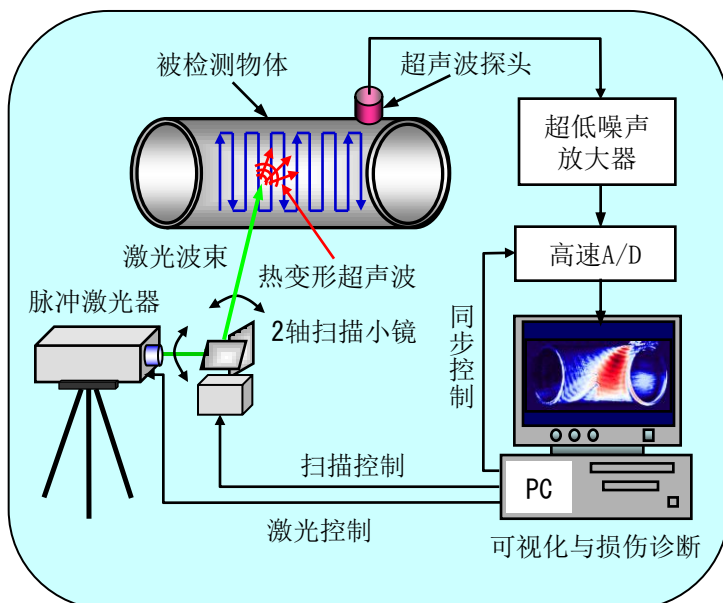 被检测物体
超声波探头
超低噪声
放大器
激光波束
热变形超声波
高速A/D
脉冲激光器
2轴扫描小镜
同步控制
扫描控制
PC
激光控制
可视化与损伤诊断